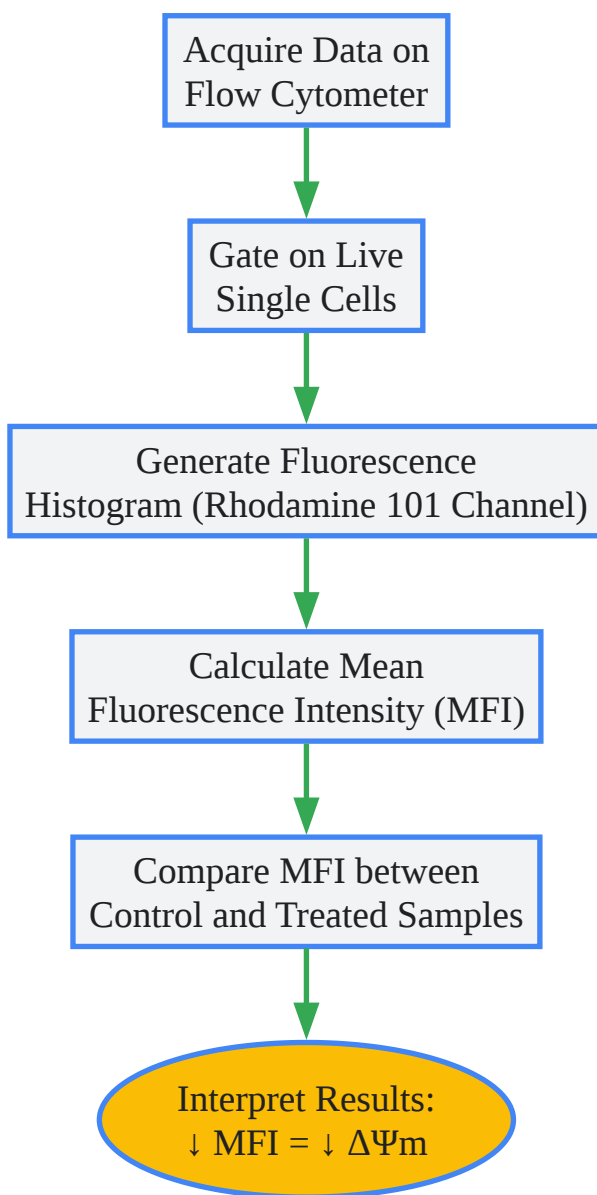 Acquire Data on
Flow Cytometer
Gate on Live
Single Cells
Generate Fluorescence
Histogram (Rhodamine 101 Channel)
Calculate Mean
Fluorescence Intensity (MFI)
Compare MFI between
Control and Treated Samples
Interpret Results:
↓ MFI = ↓ ΔΨm